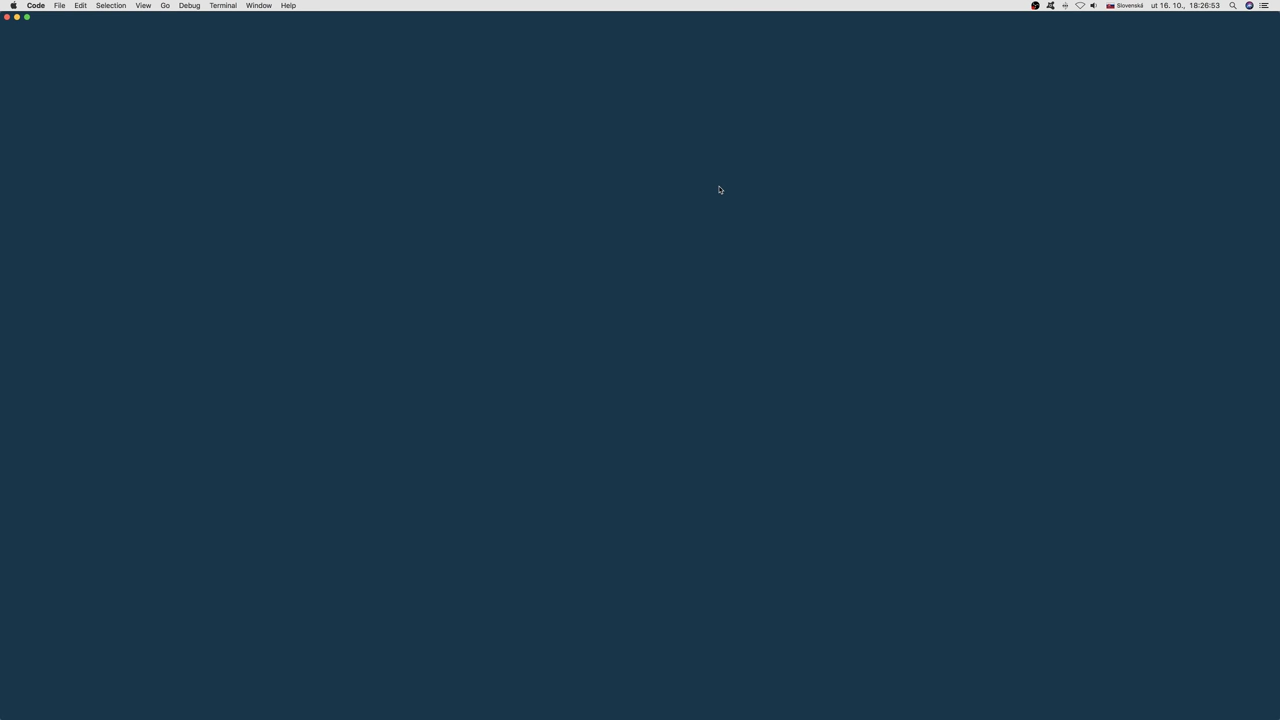 Code File Edit Selection View Go Debug Terminal Window Help Slovenská ut 16. 10., 18:26:53